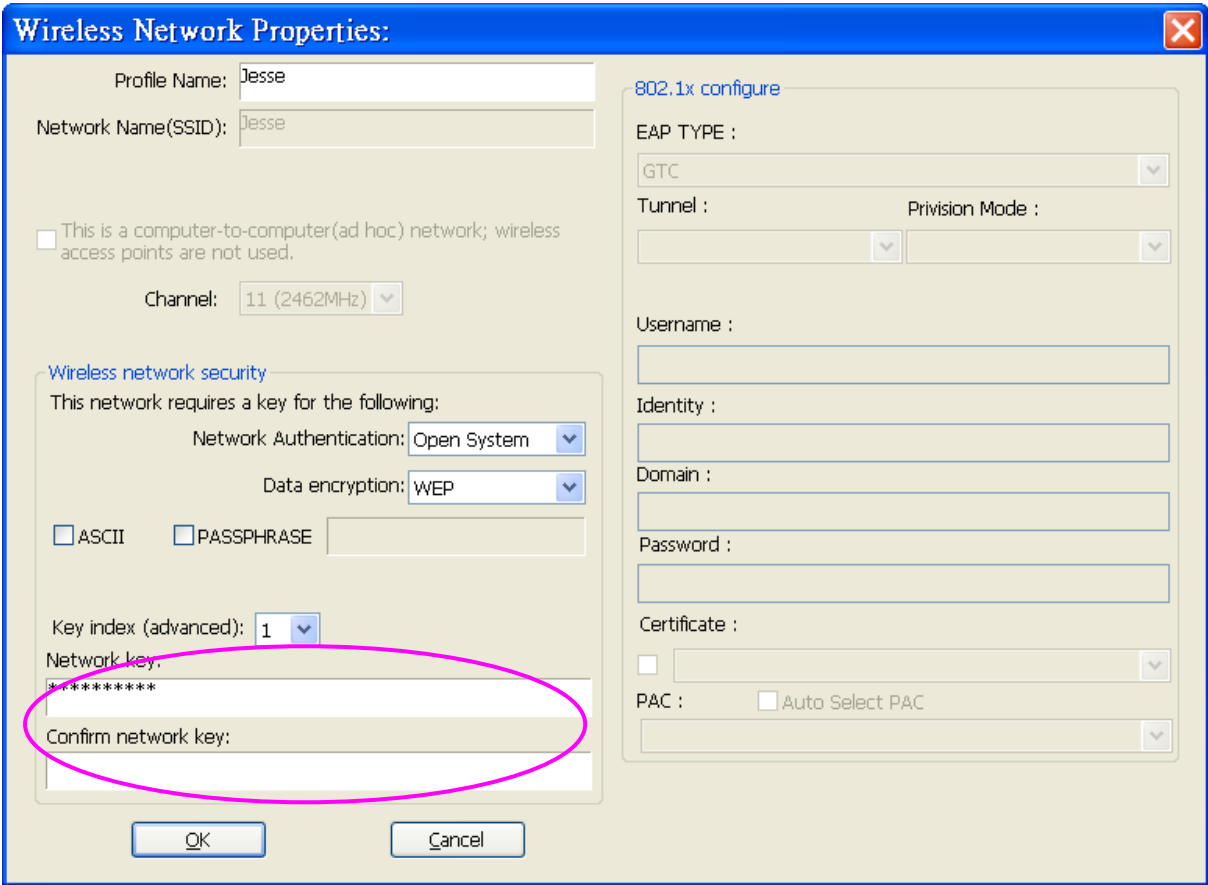 Wireless Network Properties:
Profile Name: Jesse
Network Name(SSID): Jesse
This is a computer-to-computer(ad hoc) network; wireless
access points are not used.
Channel: 11 (2462MHz)
Wireless network security
This network requires a key for the following:
Network Authentication: Open System
Data encryption: WEP
ASCII PASSPHRASE
Key index (advanced): 1
Network key:
**********
Confirm network key:
OK Cancel
802.1x configure
EAP TYPE :
GTC
Tunnel : Privision Mode :
Username :
Identity :
Domain :
Password :
Certificate :
PAC : Auto Select PAC